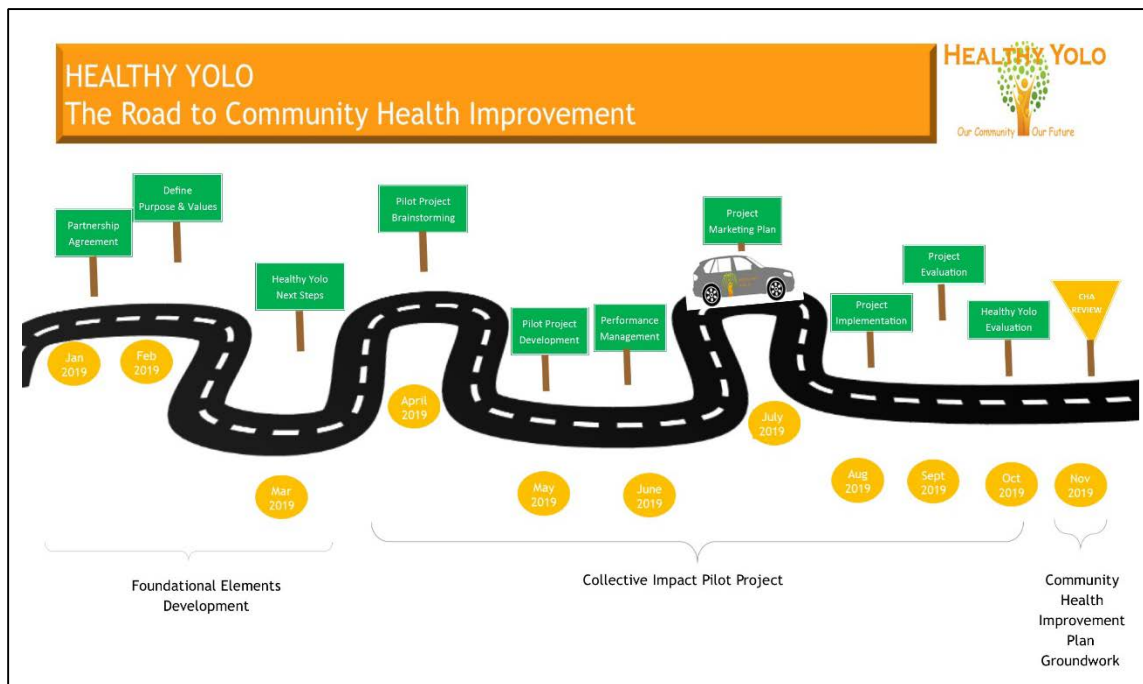 HEALTHY YOLO
The Road to Community Health Improvement
HEALTHY YOLO
Our Community Our Future
Partnership
Agreement
Define
Purpose & Values
Healthy Yolo
Next Steps
Pilot Project
Brainstorming
Pilot Project
Development
Performance
Management
Project
Marketing Plan
Project
Implementation
Project
Evaluation
Healthy Yolo
Evaluation
CHA
REVIEW
Jan
2019
Feb
2019
Mar
2019
April
2019
May
2019
June
2019
July
2019
Aug
2019
Sept
2019
Oct
2019
Nov
2019
Foundational Elements
Development
Collective Impact Pilot Project
Community
Health
Improvement
Plan
Groundwork